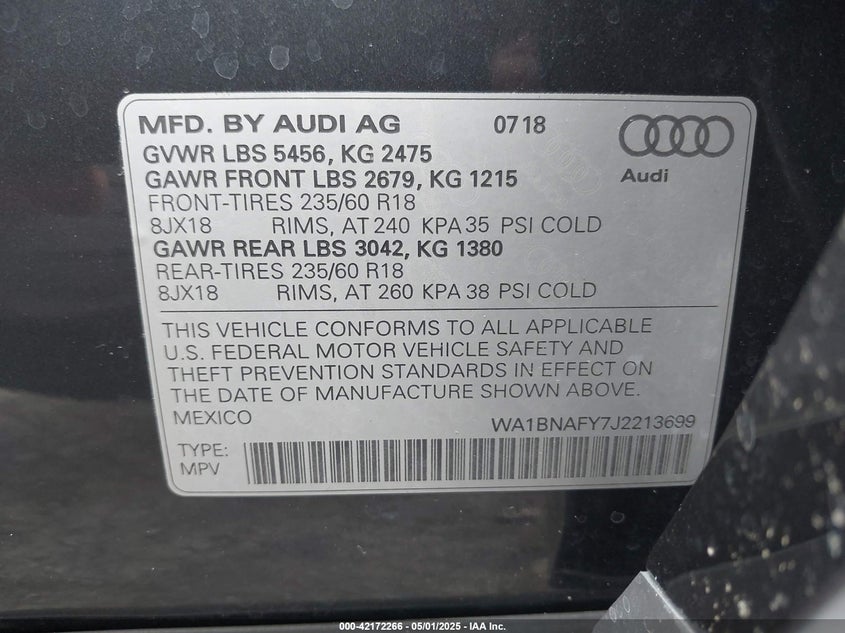 MFD. BY AUDI AG 07 18
GVWR LBS 5456, KG 2475
GAWR FRONT LBS 2679, KG 1215
Audi
FRONT-TIRES 235/60 R18
8JX18 RIMS, AT 240 KPA 35 PSI COLD
GAWR REAR LBS 3042, KG 1380
REAR-TIRES 235/60 R18
8JX18 RIMS, AT 260 KPA 38 PSI COLD
THIS VEHICLE CONFORMS TO ALL APPLICABLE
U.S. FEDERAL MOTOR VEHICLE SAFETY AND
THEFT PREVENTION STANDARDS IN EFFECT ON
THE DATE OF MANUFACTURE SHOWN ABOVE.
MEXICO WA1BNAFY7J2213699
TYPE:
MPV
000-42172266 - 05/01/2025 - IAA Inc.